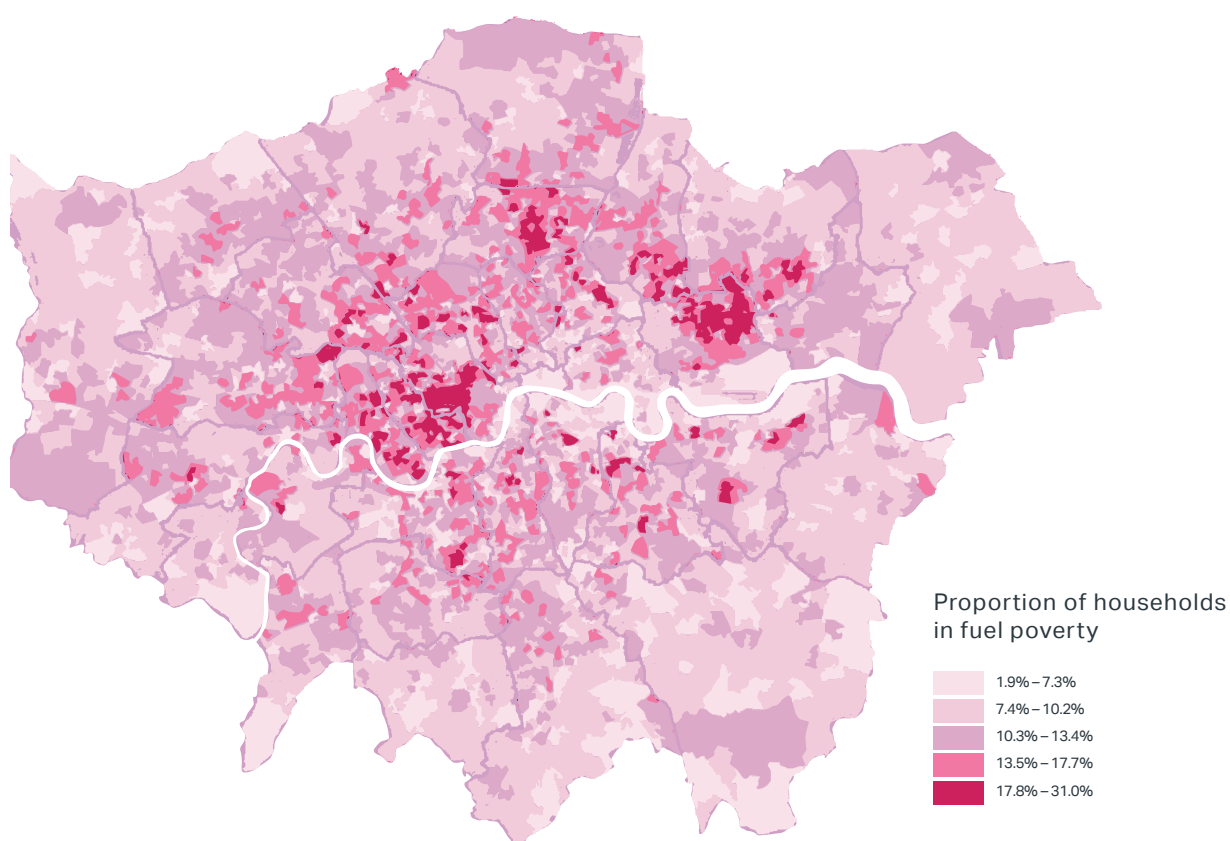 Proportion of households
in fuel poverty
1.9% – 7.3%
7.4% – 10.2%
10.3% – 13.4%
13.5% – 17.7%
17.8% – 31.0%